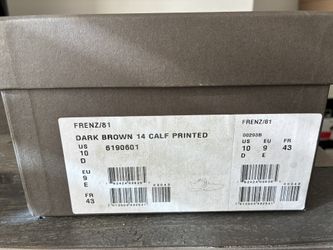 FRENZ/81
DARK BROWN 14 CALF PRINTED
US
10
D
6190601
EU
9
E
FR
43
FRENZ/81
00293B
US EU FR
10 9 43
D E